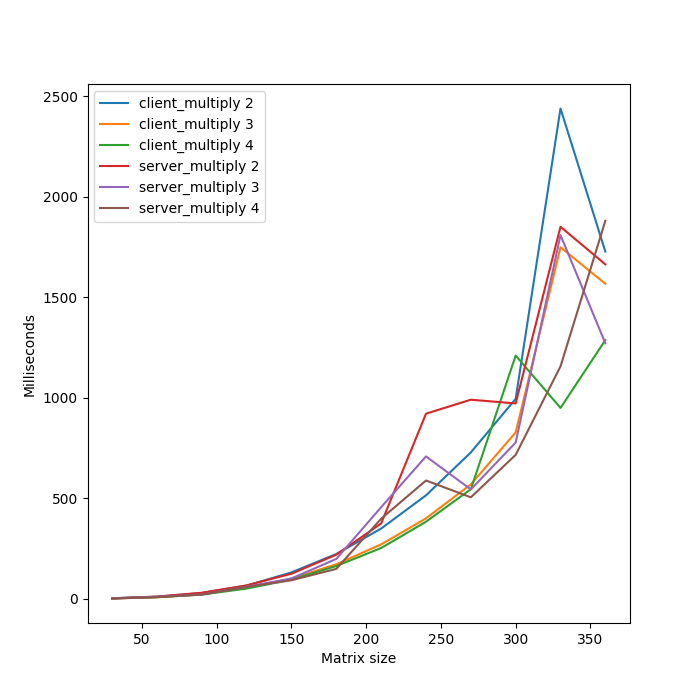 2500
2000
1500
1000
500
0
Milliseconds
client_multiply 2
client_multiply 3
client_multiply 4
server_multiply 2
server_multiply 3
server_multiply 4
50 100 150 200 250 300 350
Matrix size